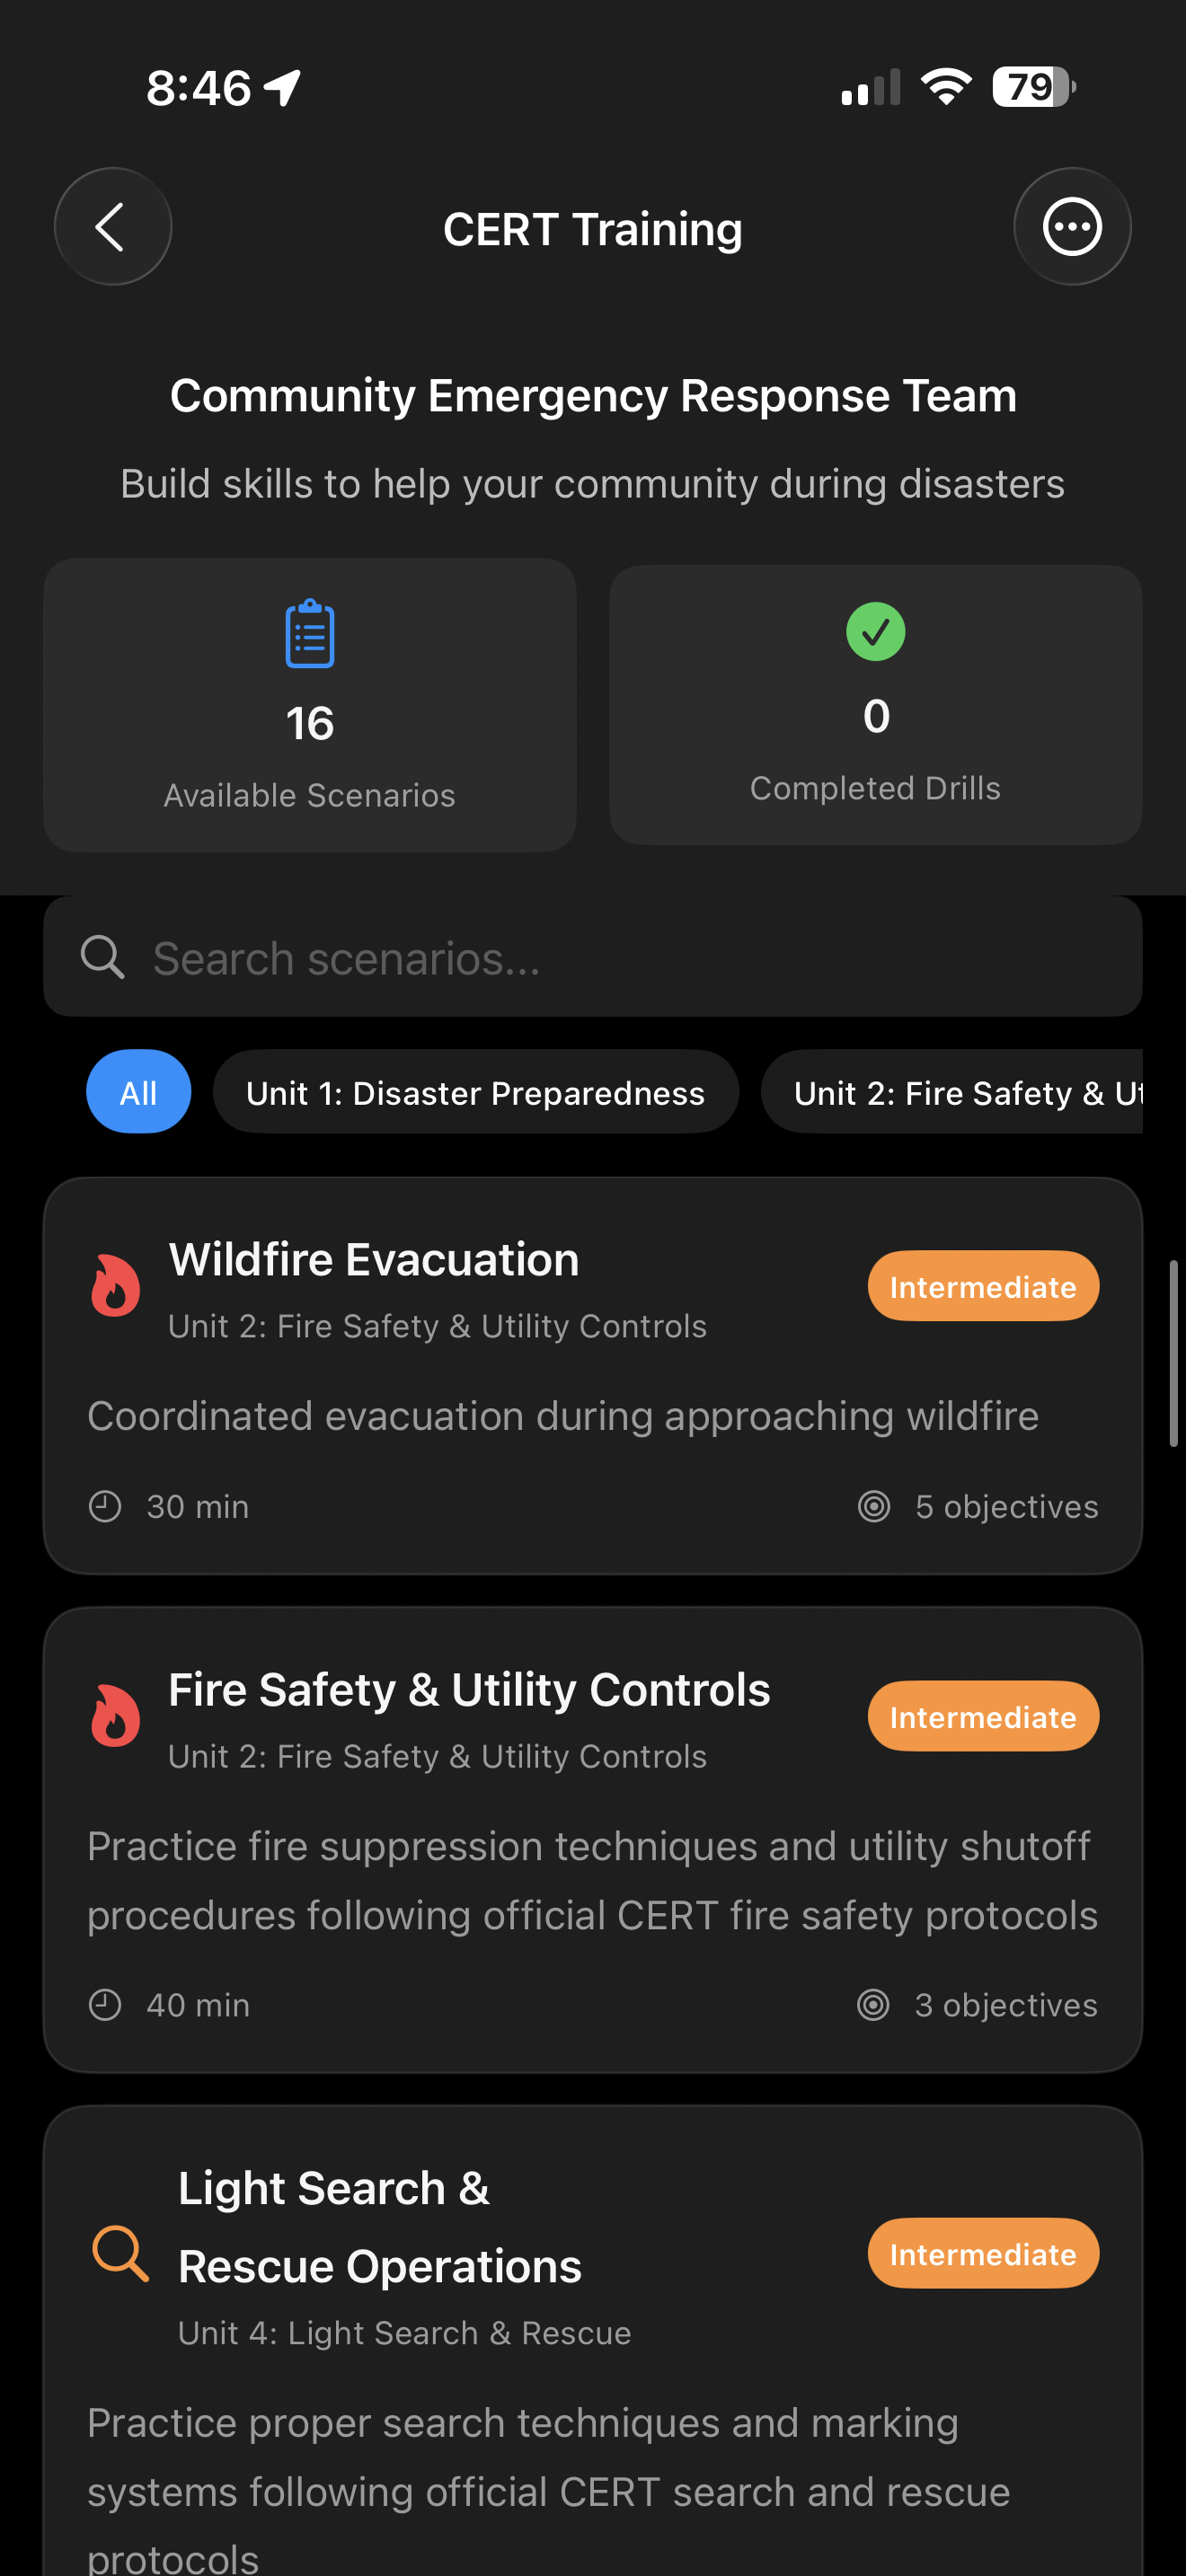 8:46
79
CERT Training
Community Emergency Response Team
Build skills to help your community during disasters
16
Available Scenarios
0
Completed Drills
Search scenarios...
All
Unit 1: Disaster Preparedness
Unit 2: Fire Safety & Ut
Wildfire Evacuation
Intermediate
Unit 2: Fire Safety & Utility Controls
Coordinated evacuation during approaching wildfire
30 min
5 objectives
Fire Safety & Utility Controls
Intermediate
Unit 2: Fire Safety & Utility Controls
Practice fire suppression techniques and utility shutoff
procedures following official CERT fire safety protocols
40 min
3 objectives
Light Search &
Rescue Operations
Intermediate
Unit 4: Light Search & Rescue
Practice proper search techniques and marking
systems following official CERT search and rescue
protocols